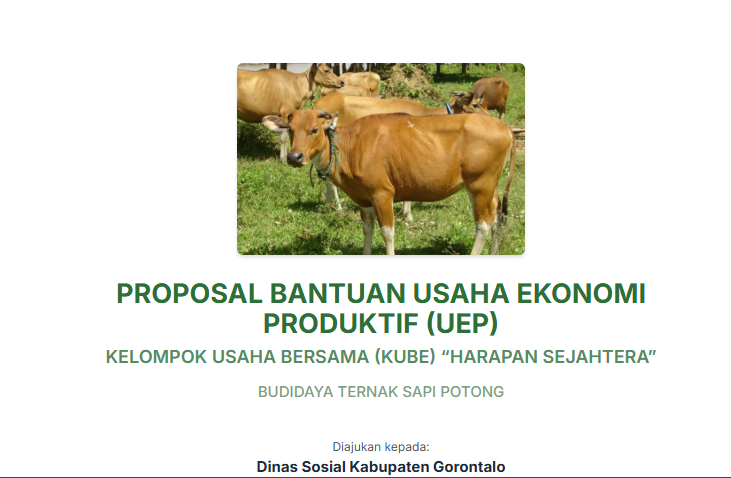 PROPOSAL BANTUAN USAHA EKONOMI
PRODUKTIF (UEP)
KELOMPOK USAHA BERSAMA (KUBE) “HARAPAN SEJAHTERA”
BUDIDAYA TERNAK SAPI POTONG
Diajukan kepada:
Dinas Sosial Kabupaten Gorontalo